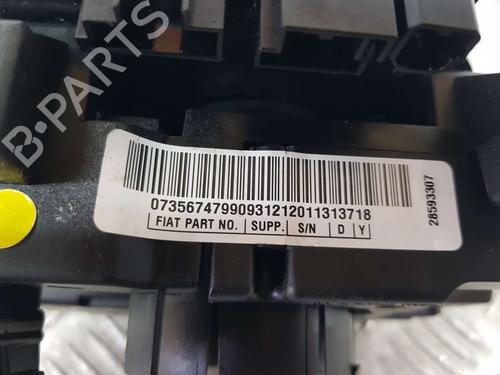 B-PARTS
07356747990931212011313718
FIAT PART NO. SUPP. S/N D Y
28593307